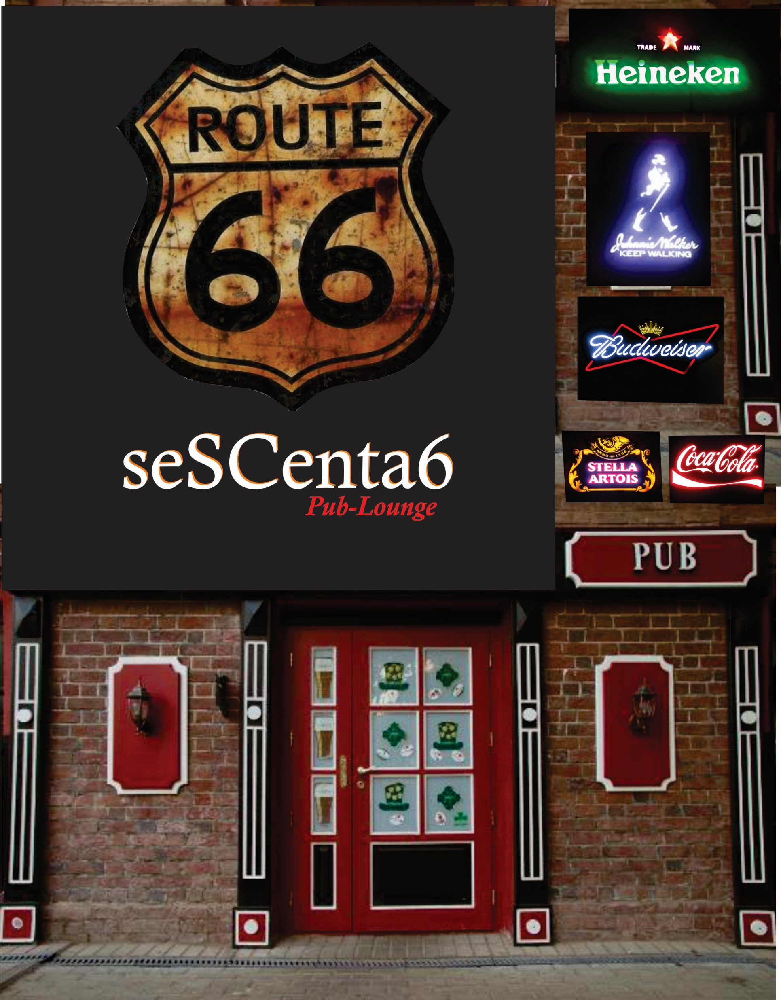 ROUTE
66
seSCenta6
Pub-Lounge
TRADE MARK
Heineken
Johnnie Walker
KEEP WALKING
Budweiser
ANNO 1366
STELLA
ARTOIS
Coca-Cola
PUB